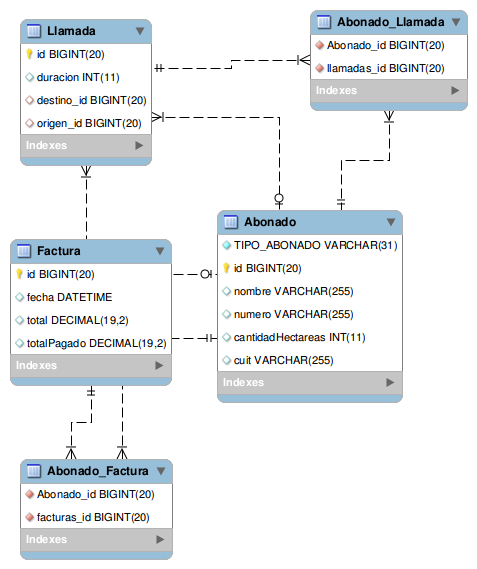 Llamada
id BIGINT(20)
duracion INT(11)
destino_id BIGINT(20)
origen_id BIGINT(20)
Indexes
Abonado_Llamada
Abonado_id BIGINT(20)
llamadas_id BIGINT(20)
Indexes
Abonado
TIPO_ABONADO VARCHAR(31)
id BIGINT(20)
nombre VARCHAR(255)
numero VARCHAR(255)
cantidadHectareas INT(11)
cuit VARCHAR(255)
Indexes
Factura
id BIGINT(20)
fecha DATETIME
total DECIMAL(19,2)
totalPagado DECIMAL(19,2)
Indexes
Abonado_Factura
Abonado_id BIGINT(20)
facturas_id BIGINT(20)
Indexes